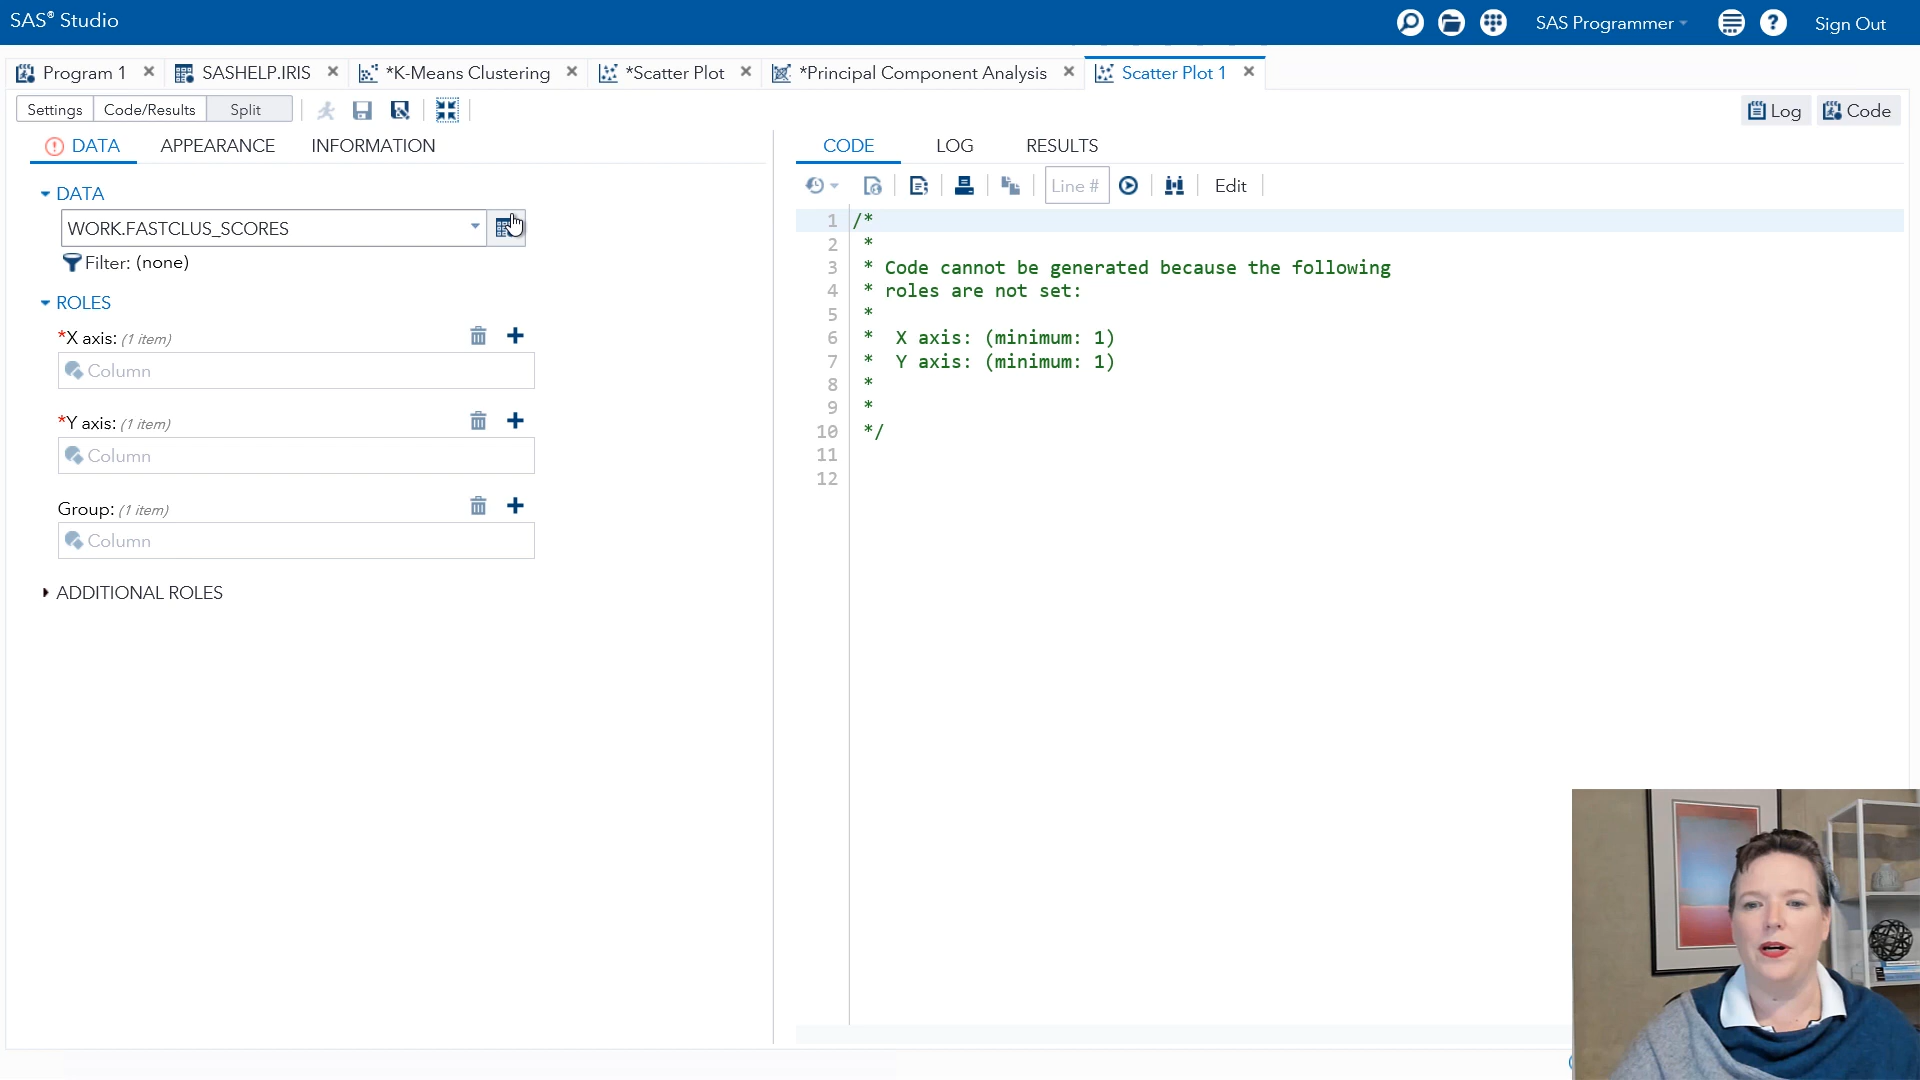 SAS® Studio
SAS Programmer
Sign Out
Program 1
SASHELP.IRIS
*K-Means Clustering
*Scatter Plot
*Principal Component Analysis
Scatter Plot 1
Settings
Code/Results
Split
Log
Code
DATA
APPEARANCE
INFORMATION
CODE
LOG
RESULTS
DATA
WORK.FASTCLUS_SCORES
Filter: (none)
ROLES
*X axis: (1 item)
Column
*Y axis: (1 item)
Column
Group: (1 item)
Column
ADDITIONAL ROLES
Line #
Edit
1 /*
2 *
3 * Code cannot be generated because the following
4 * roles are not set:
5 *
6 * X axis: (minimum: 1)
7 * Y axis: (minimum: 1)
8 *
9 *
10 */
11
12